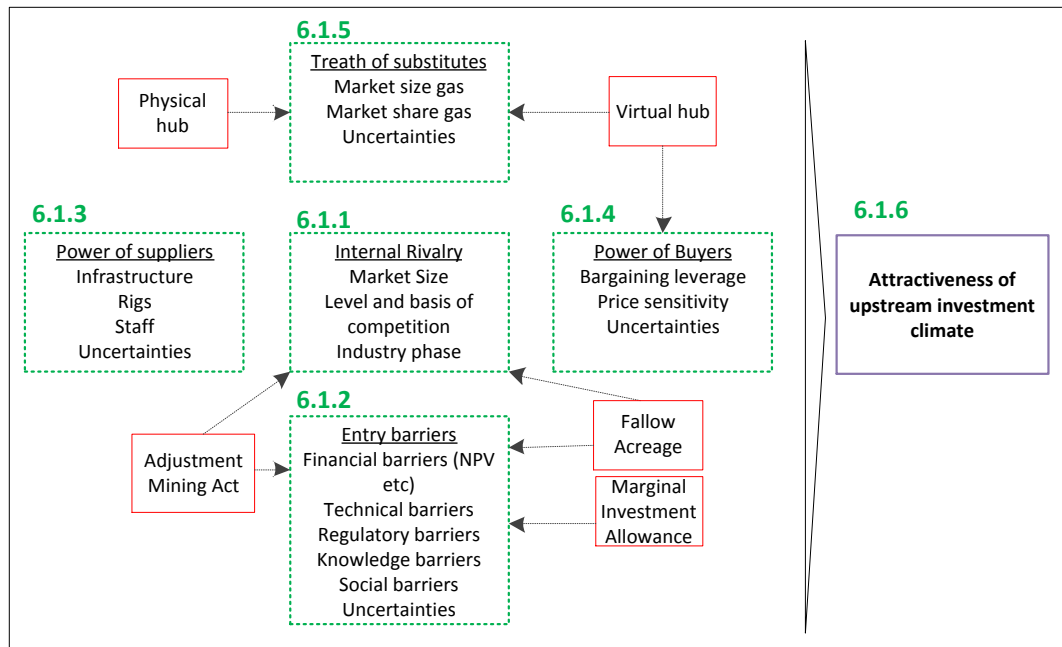 6.1.5
Treath of substitutes
Market size gas
Market share gas
Uncertainties
Physical
hub
Virtual hub
6.1.3
Power of suppliers
Infrastructure
Rigs
Staff
Uncertainties
6.1.1
Internal Rivalry
Market Size
Level and basis of
competition
Industry phase
6.1.4
Power of Buyers
Bargaining leverage
Price sensitivity
Uncertainties
6.1.6
Attractiveness of
upstream investment
climate
6.1.2
Entry barriers
Financial barriers (NPV
etc)
Technical barriers
Regulatory barriers
Knowledge barriers
Social barriers
Uncertainties
Adjustment
Mining Act
Fallow
Acreage
Marginal
Investment
Allowance